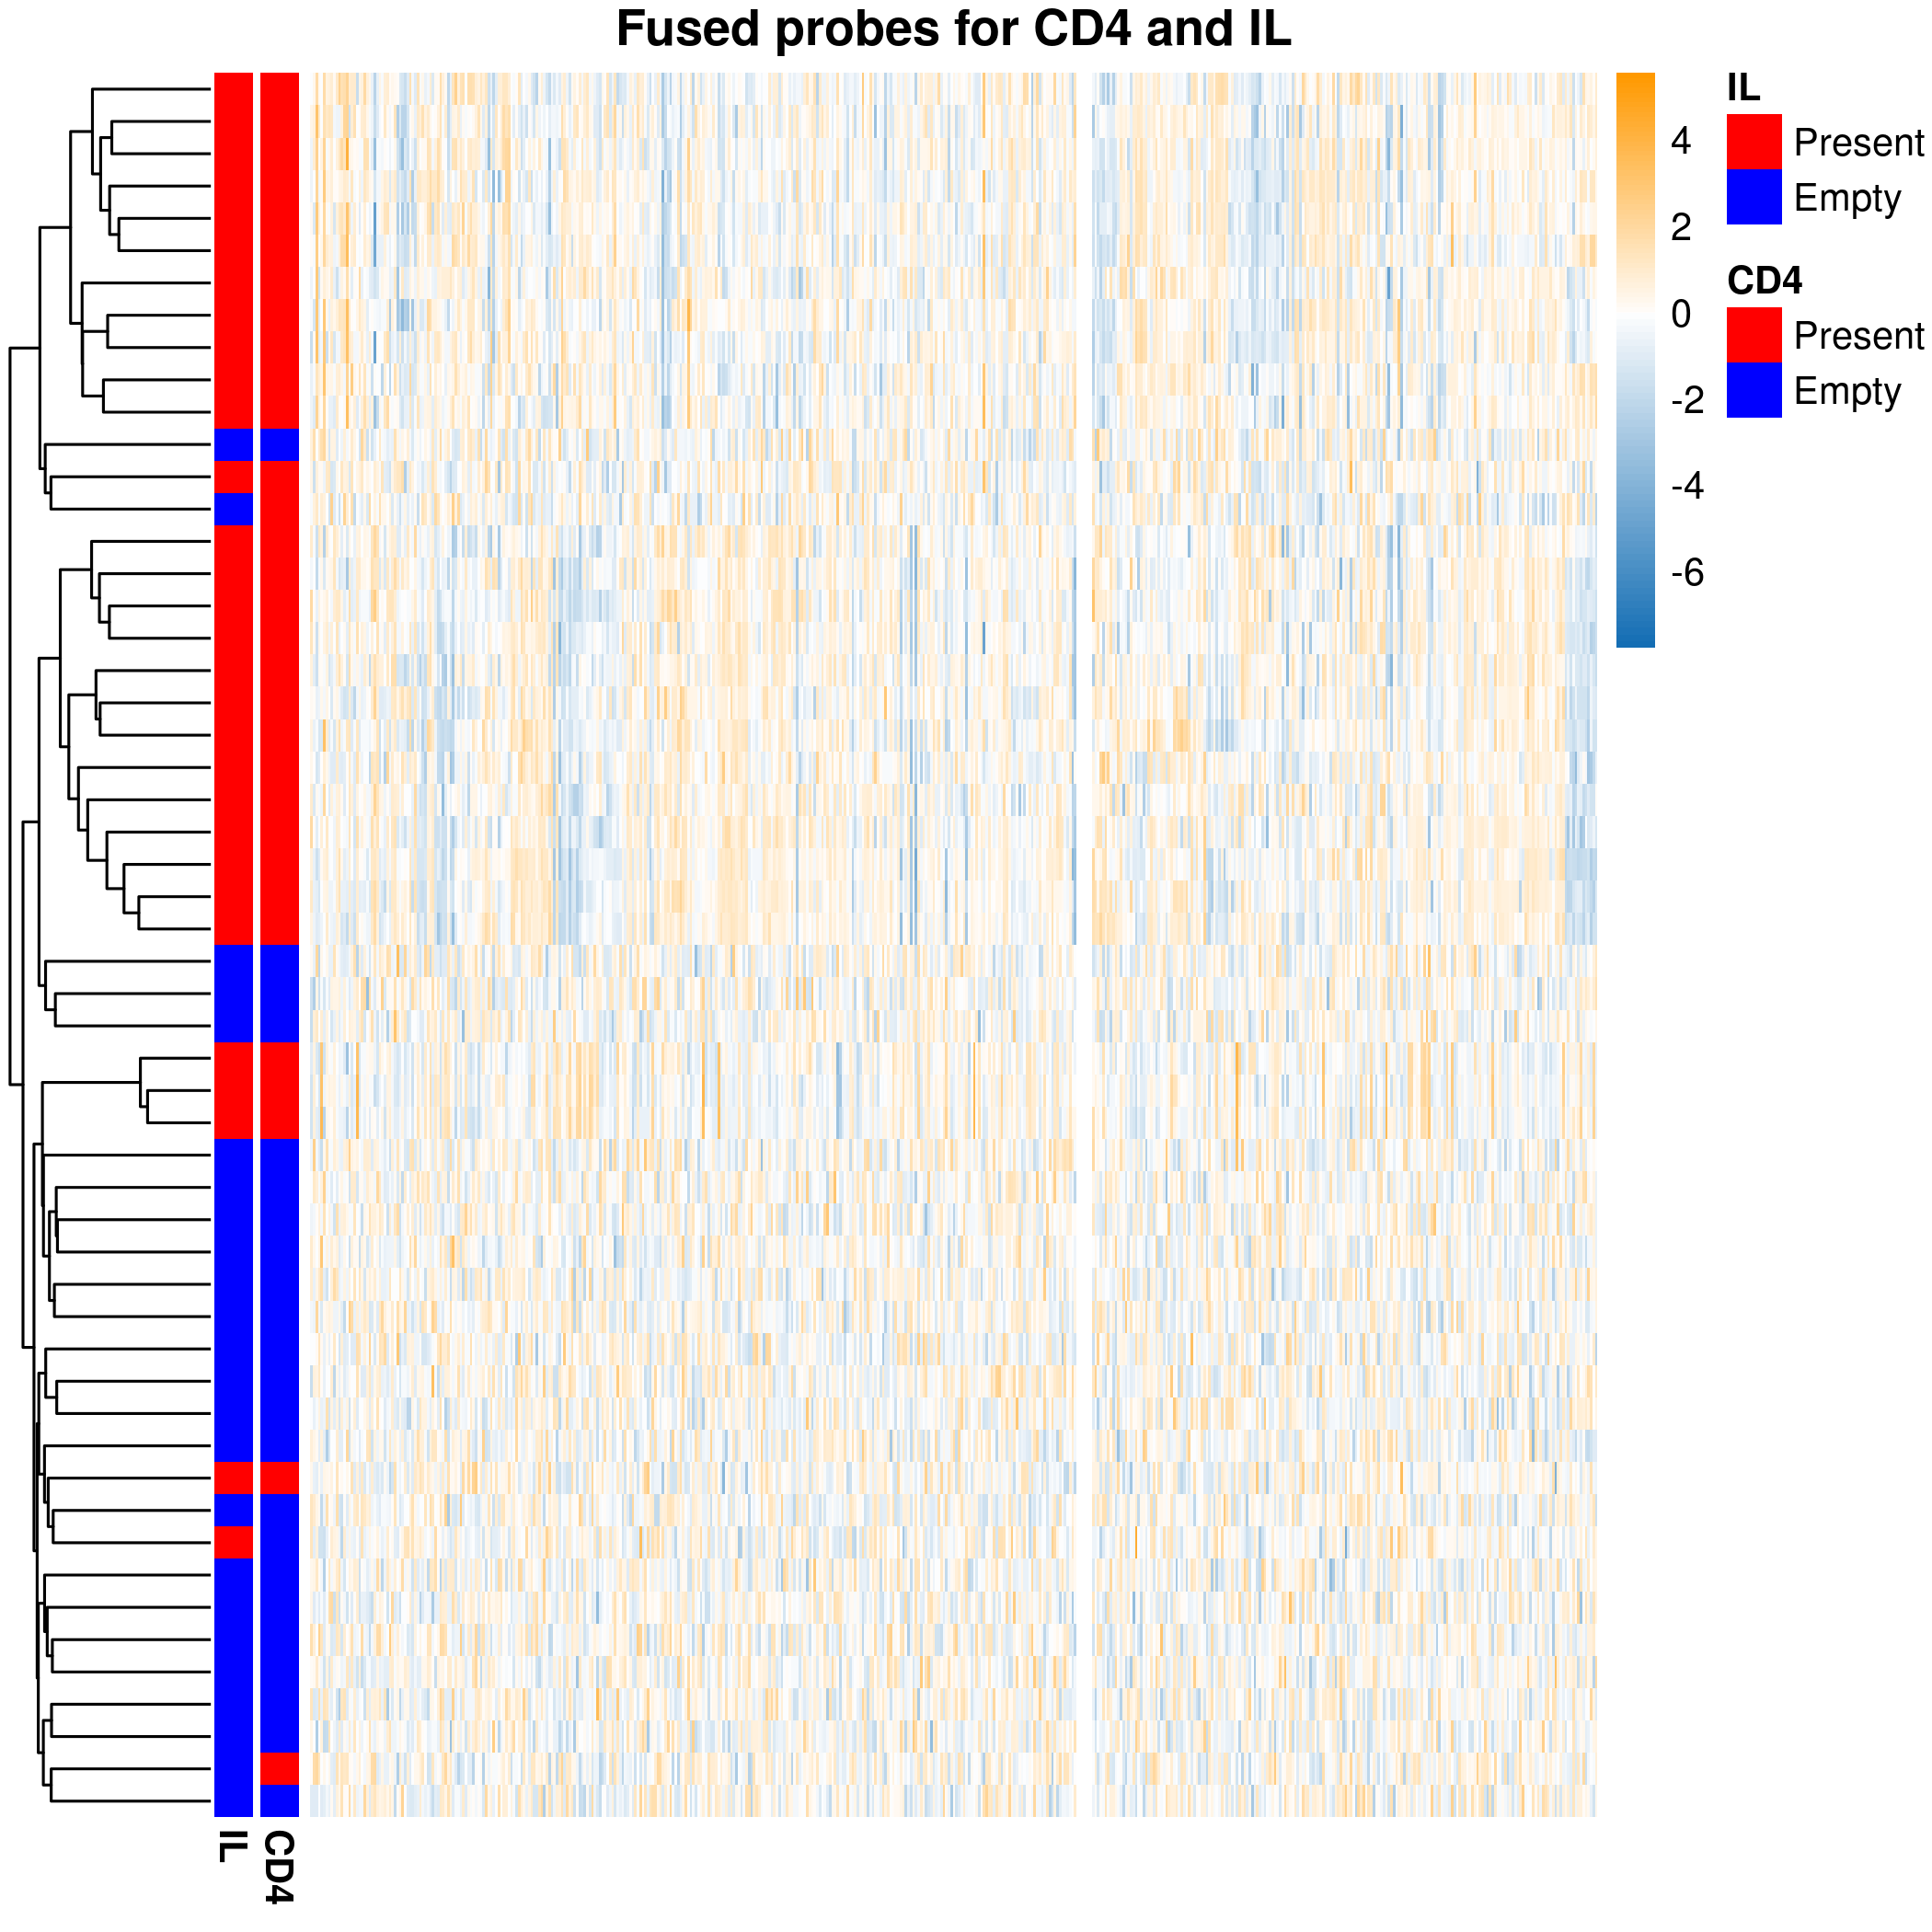 Fused probes for CD4 and IL
4
2
0
-2
-4
-6
IL
Present
Empty
CD4
Present
Empty
IL
CD4